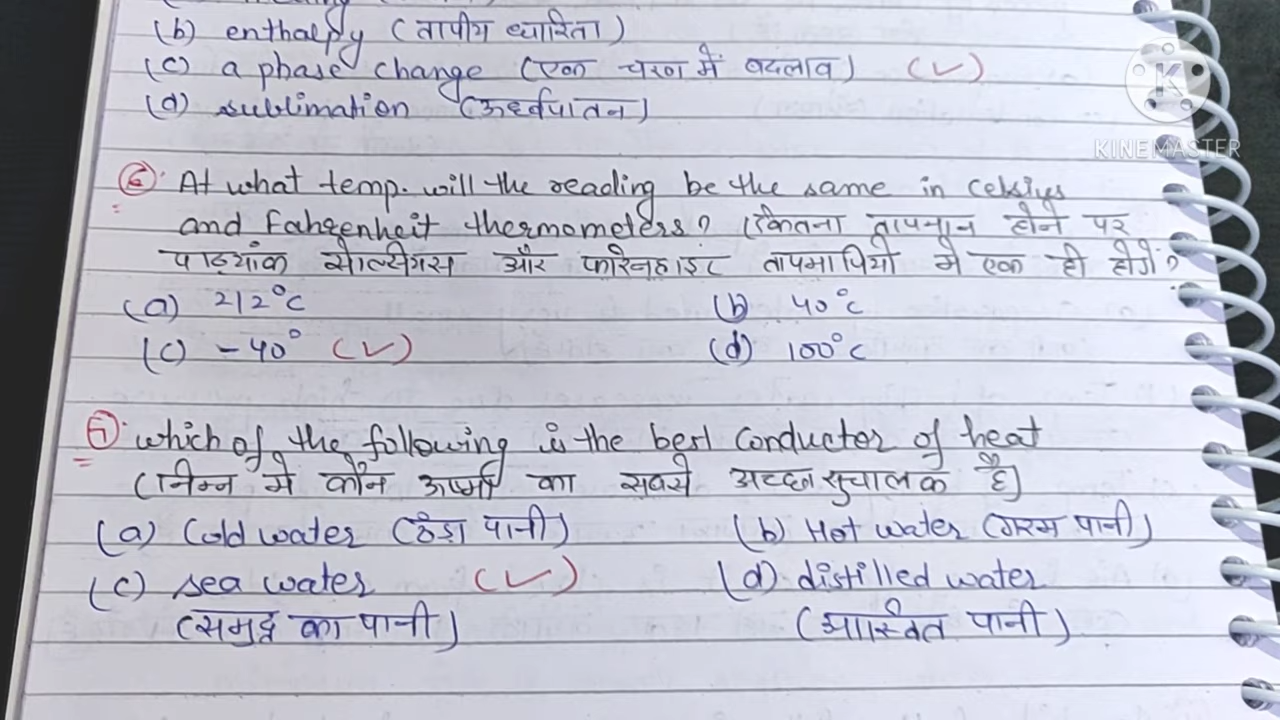 (b) enthalpy (तापीय ध्यारिता)
(c) a phase change (एक चरण में बदलाव) (✓)
(d) sublimation (ऊर्ध्वपातन)
K
KINEMASTER
⑥ At what temp. will the reading be the same in Celsiys
and Fahrenheit thermometers? (कितना तापमान होने पर
पाठ्यांक सेल्सीयस और फारेनहाइट तापमापियो मे एक ही होगे?
(a) 212°c (b) 40°c
(c) -40° (✓) (d) 100°c
⑦ which of the following is the best conductor of heat
(निम्न मे कौन ऊष्मा का सबसे अच्छा सुचालक है)
(a) Cold water (ठंडा पानी) (b) Hot water (गरम पानी)
(c) sea water (✓) (d) distilled water
(समुद्र का पानी) (आस्वित पानी)